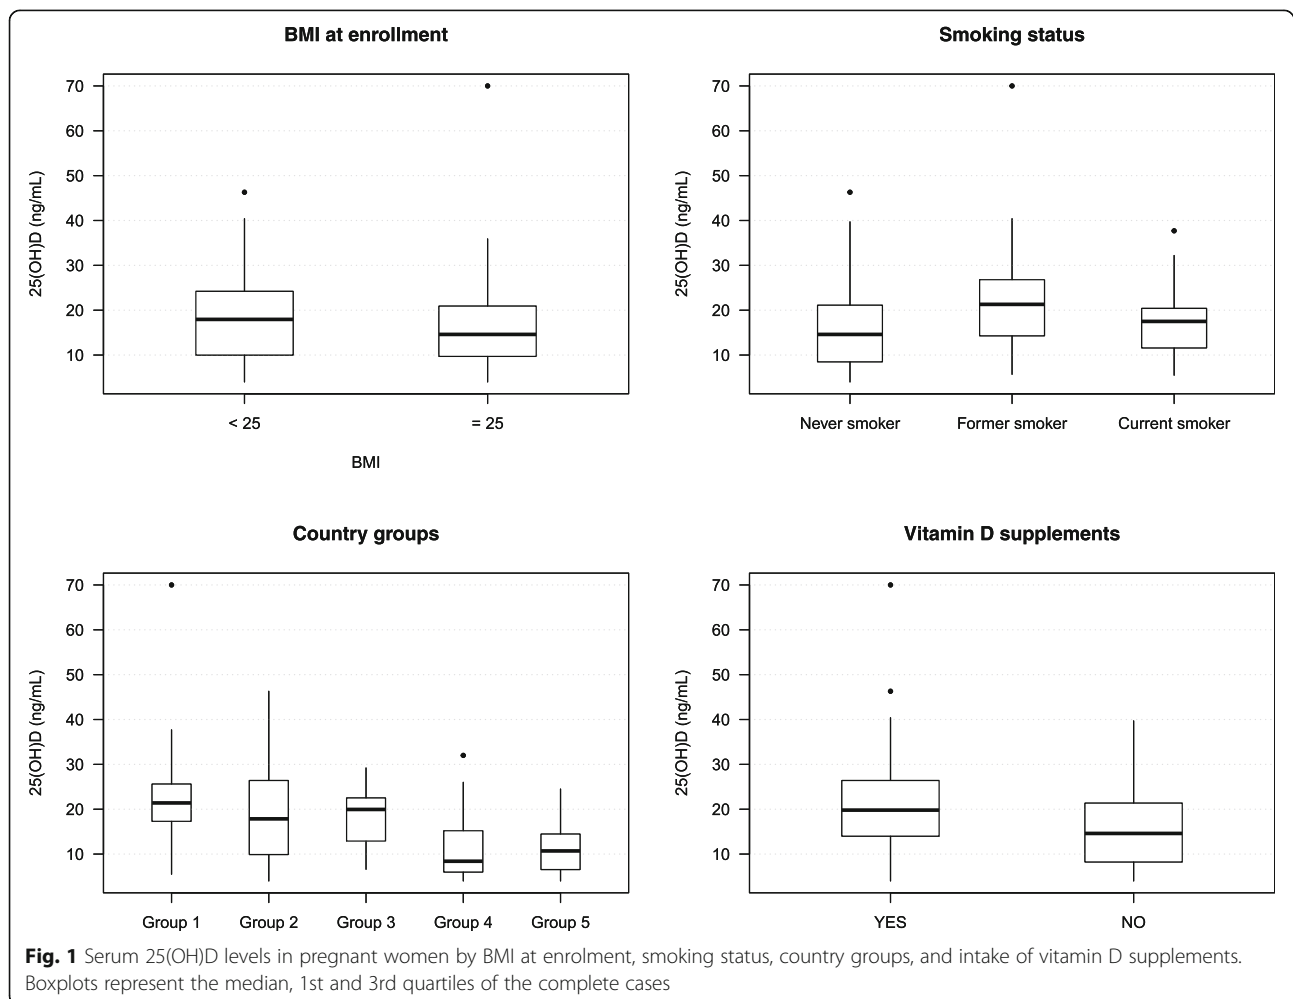 BMI at enrollment
70
60
50
40
30
20
10
25(OH)D (ng/mL)
< 25
= 25
BMI
Smoking status
70
60
50
40
30
20
10
25(OH)D (ng/mL)
Never smoker
Former smoker
Current smoker
Country groups
70
60
50
40
30
20
10
25(OH)D (ng/mL)
Group 1
Group 2
Group 3
Group 4
Group 5
Vitamin D supplements
70
60
50
40
30
20
10
25(OH)D (ng/mL)
YES
NO
Fig. 1 Serum 25(OH)D levels in pregnant women by BMI at enrolment, smoking status, country groups, and intake of vitamin D supplements.
Boxplots represent the median, 1st and 3rd quartiles of the complete cases